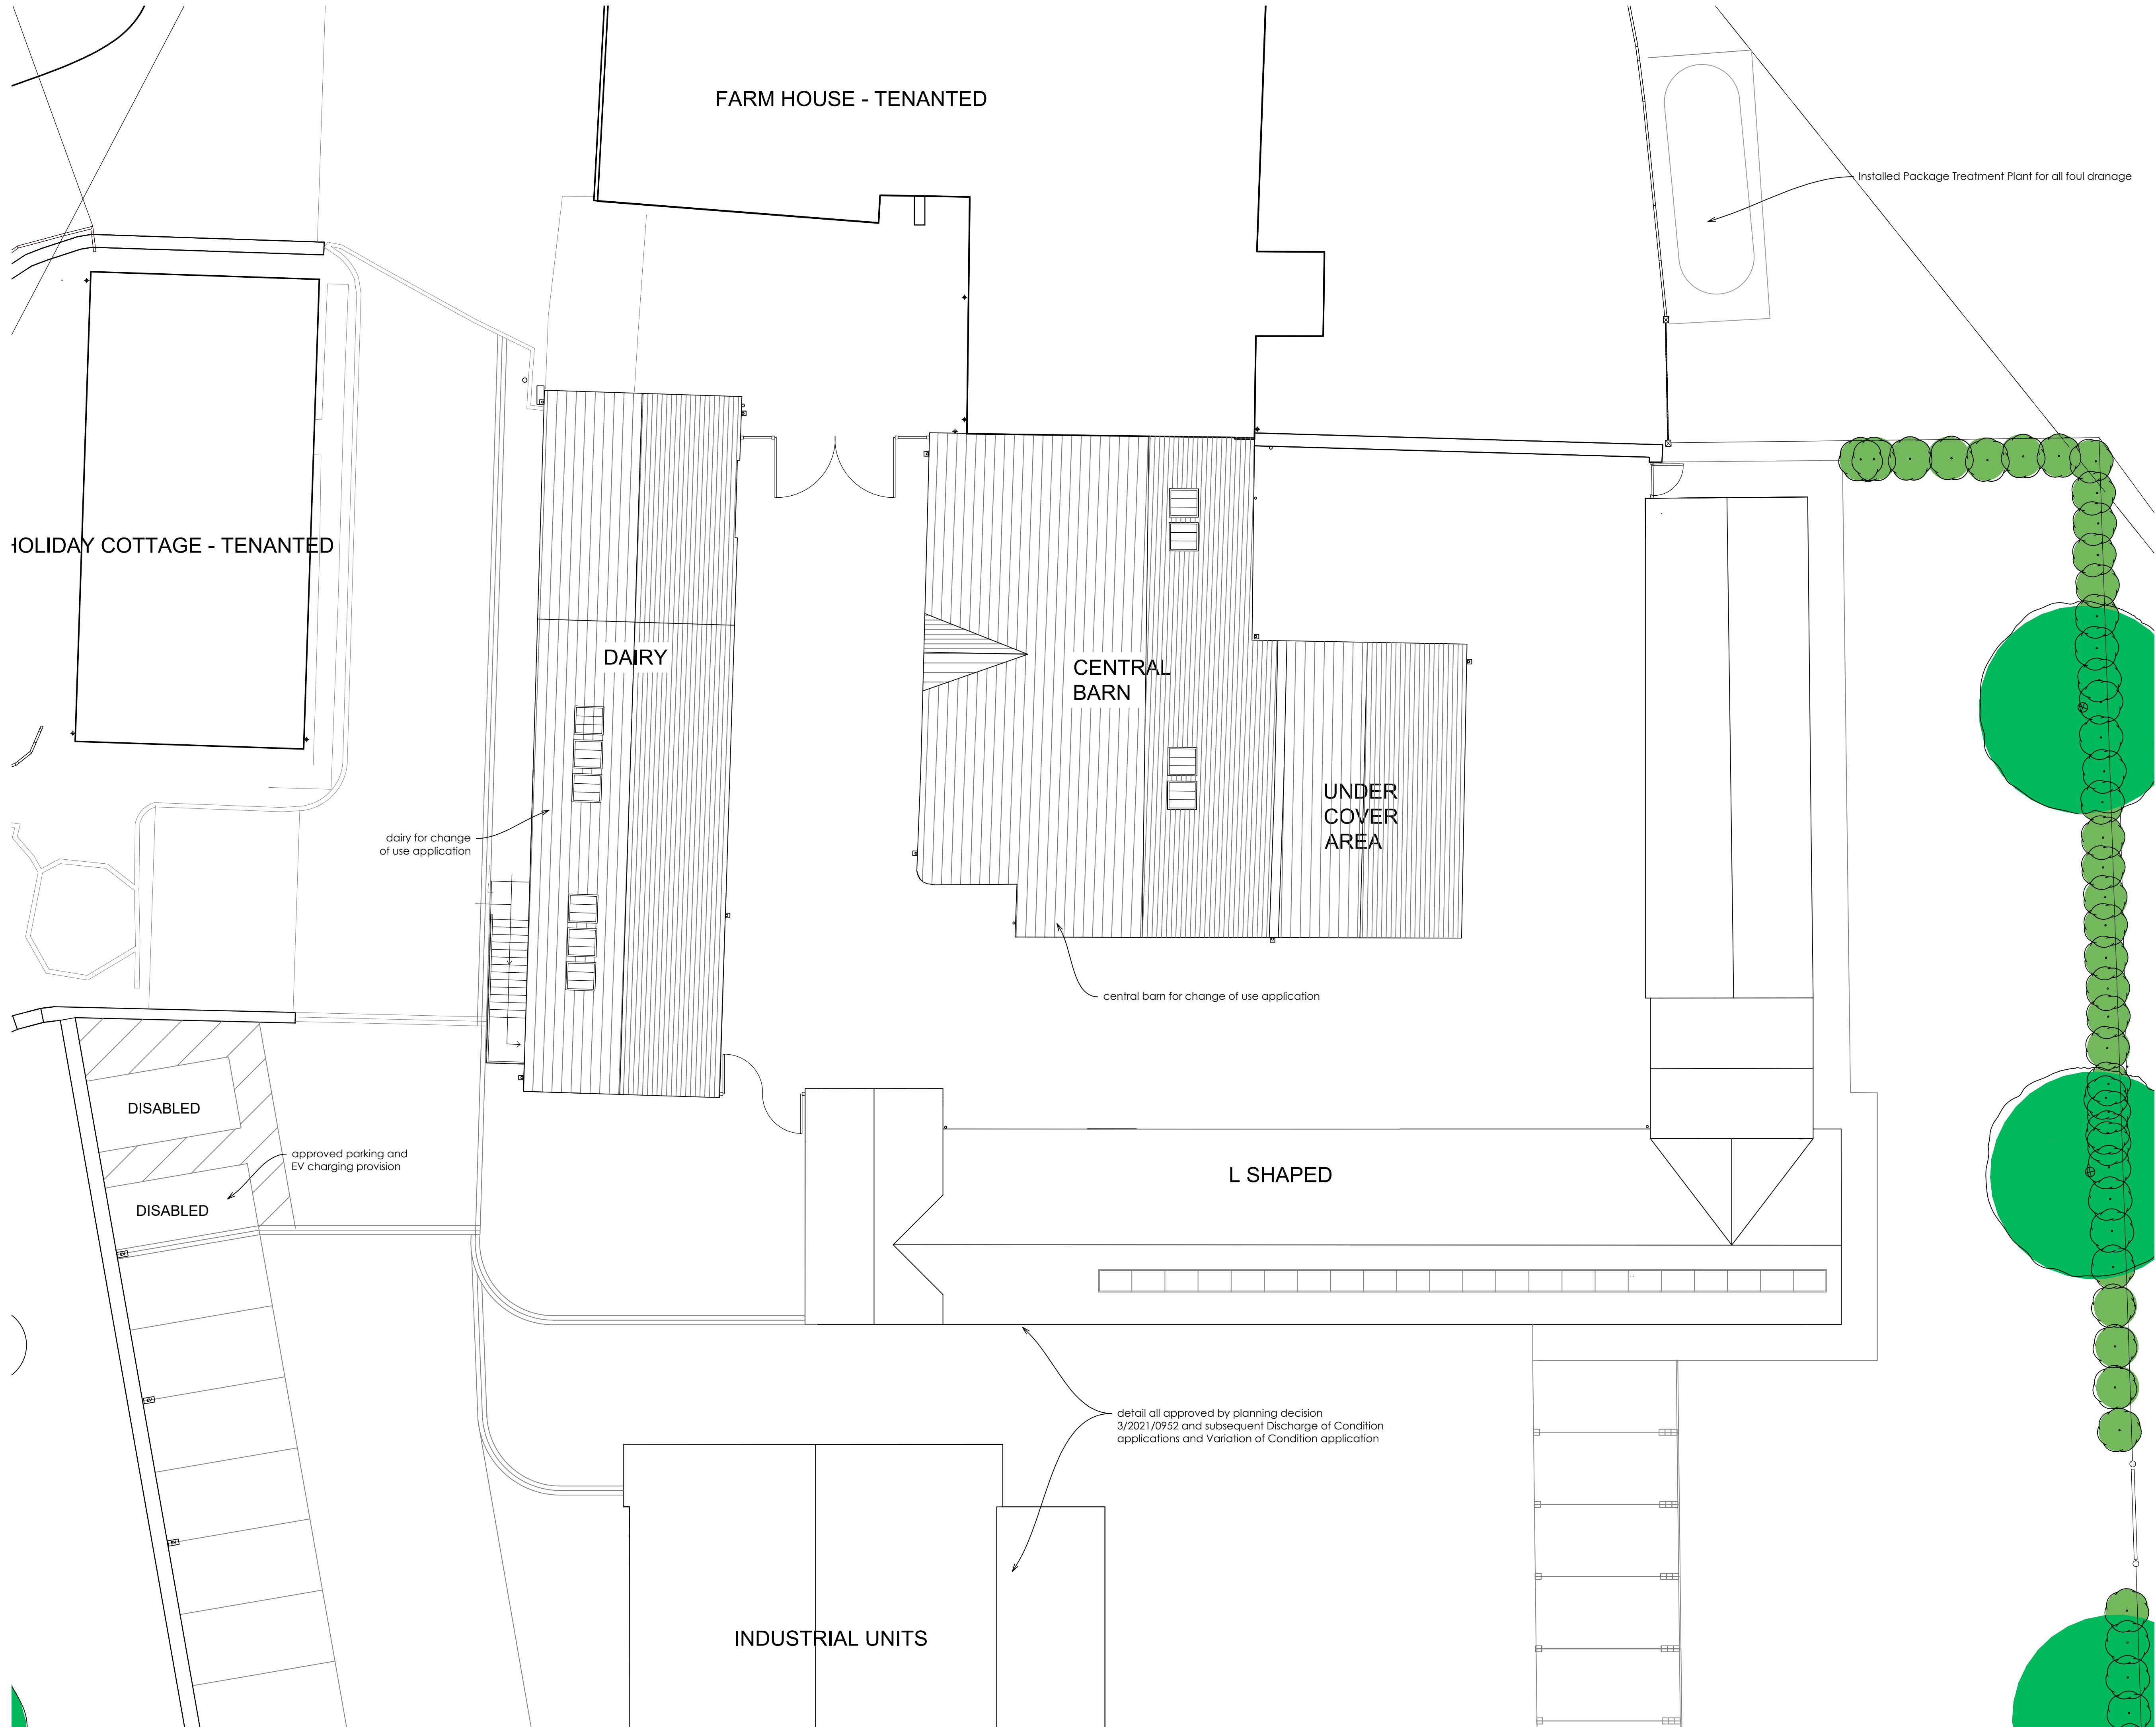 FARM HOUSE - TENANTED
Installed Package Treatment Plant for all foul dranage
HOLIDAY COTTAGE - TENANTED
DAIRY
CENTRAL
BARN
UNDER
COVER
AREA
dairy for change
of use application
central barn for change of use application
DISABLED
approved parking and
EV charging provision
DISABLED
L SHAPED
EV
EV
EV
detail all approved by planning decision
3/2021/0952 and subsequent Discharge of Condition
applications and Variation of Condition application
INDUSTRIAL UNITS